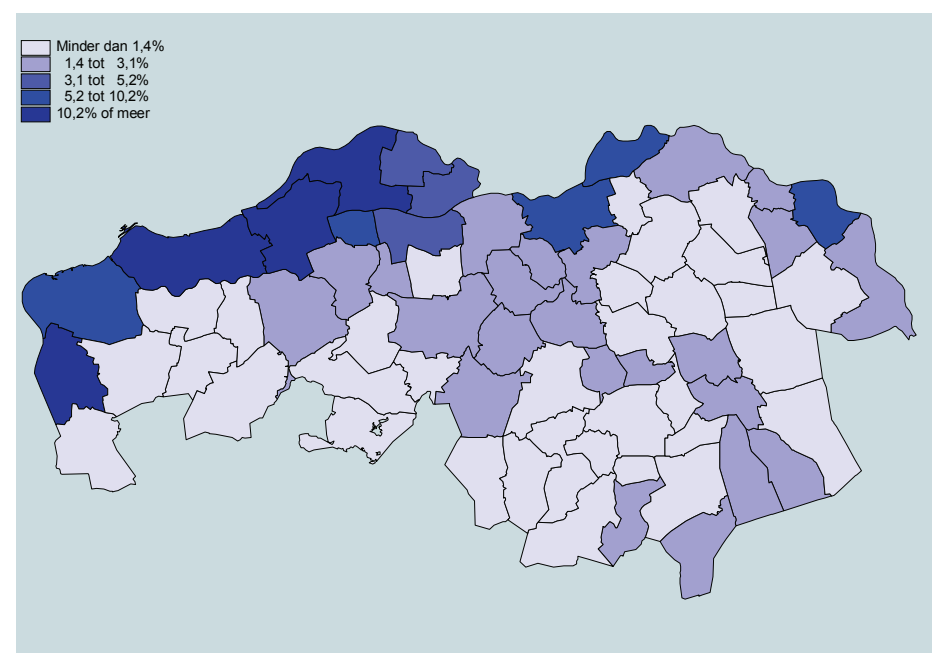 Minder dan 1,4%
1,4 tot 3,1%
3,1 tot 5,2%
5,2 tot 10,2%
10,2% of meer